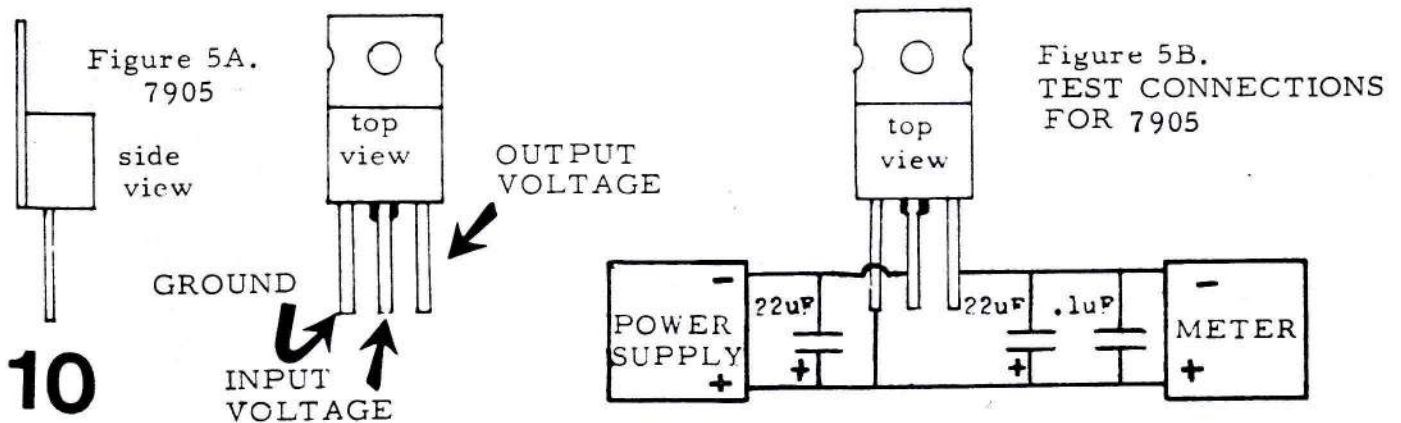 Figure 5A.
7905
side
view
top
view
OUTPUT
VOLTAGE
GROUND
INPUT
VOLTAGE
10
Figure 5B.
TEST CONNECTIONS
FOR 7905
top
view
-
POWER
SUPPLY
+
22uF
+
22uF
+
.1uF
-
METER
+